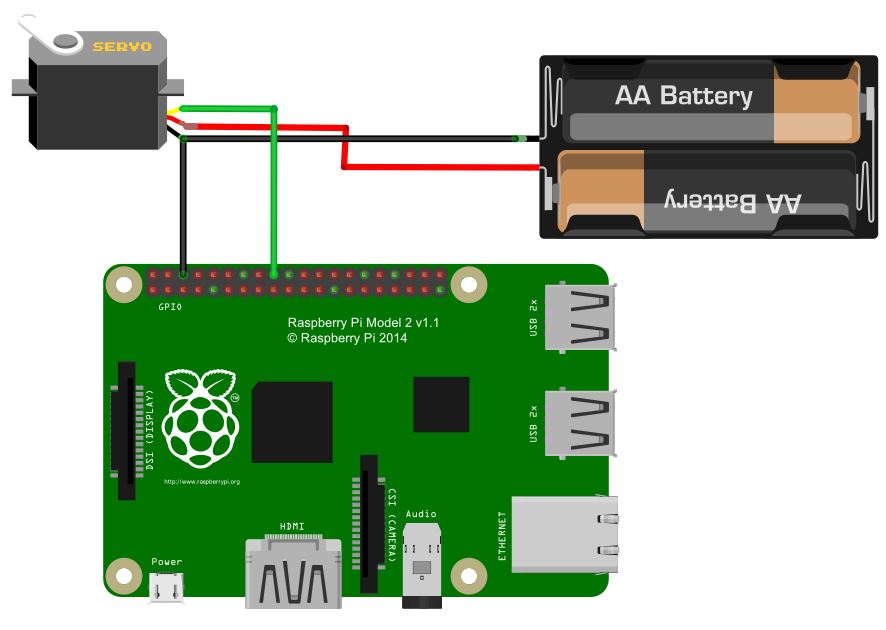 SERVO
AA Battery
AA Battery
GPIO
Raspberry Pi Model 2 v1.1
© Raspberry Pi 2014
USB 2x
DSI (DISPLAY)
TM
USB 2x
http://www.raspberrypi.org
CSI (CAMERA)
Audio
ETHERNET
HDMI
Power